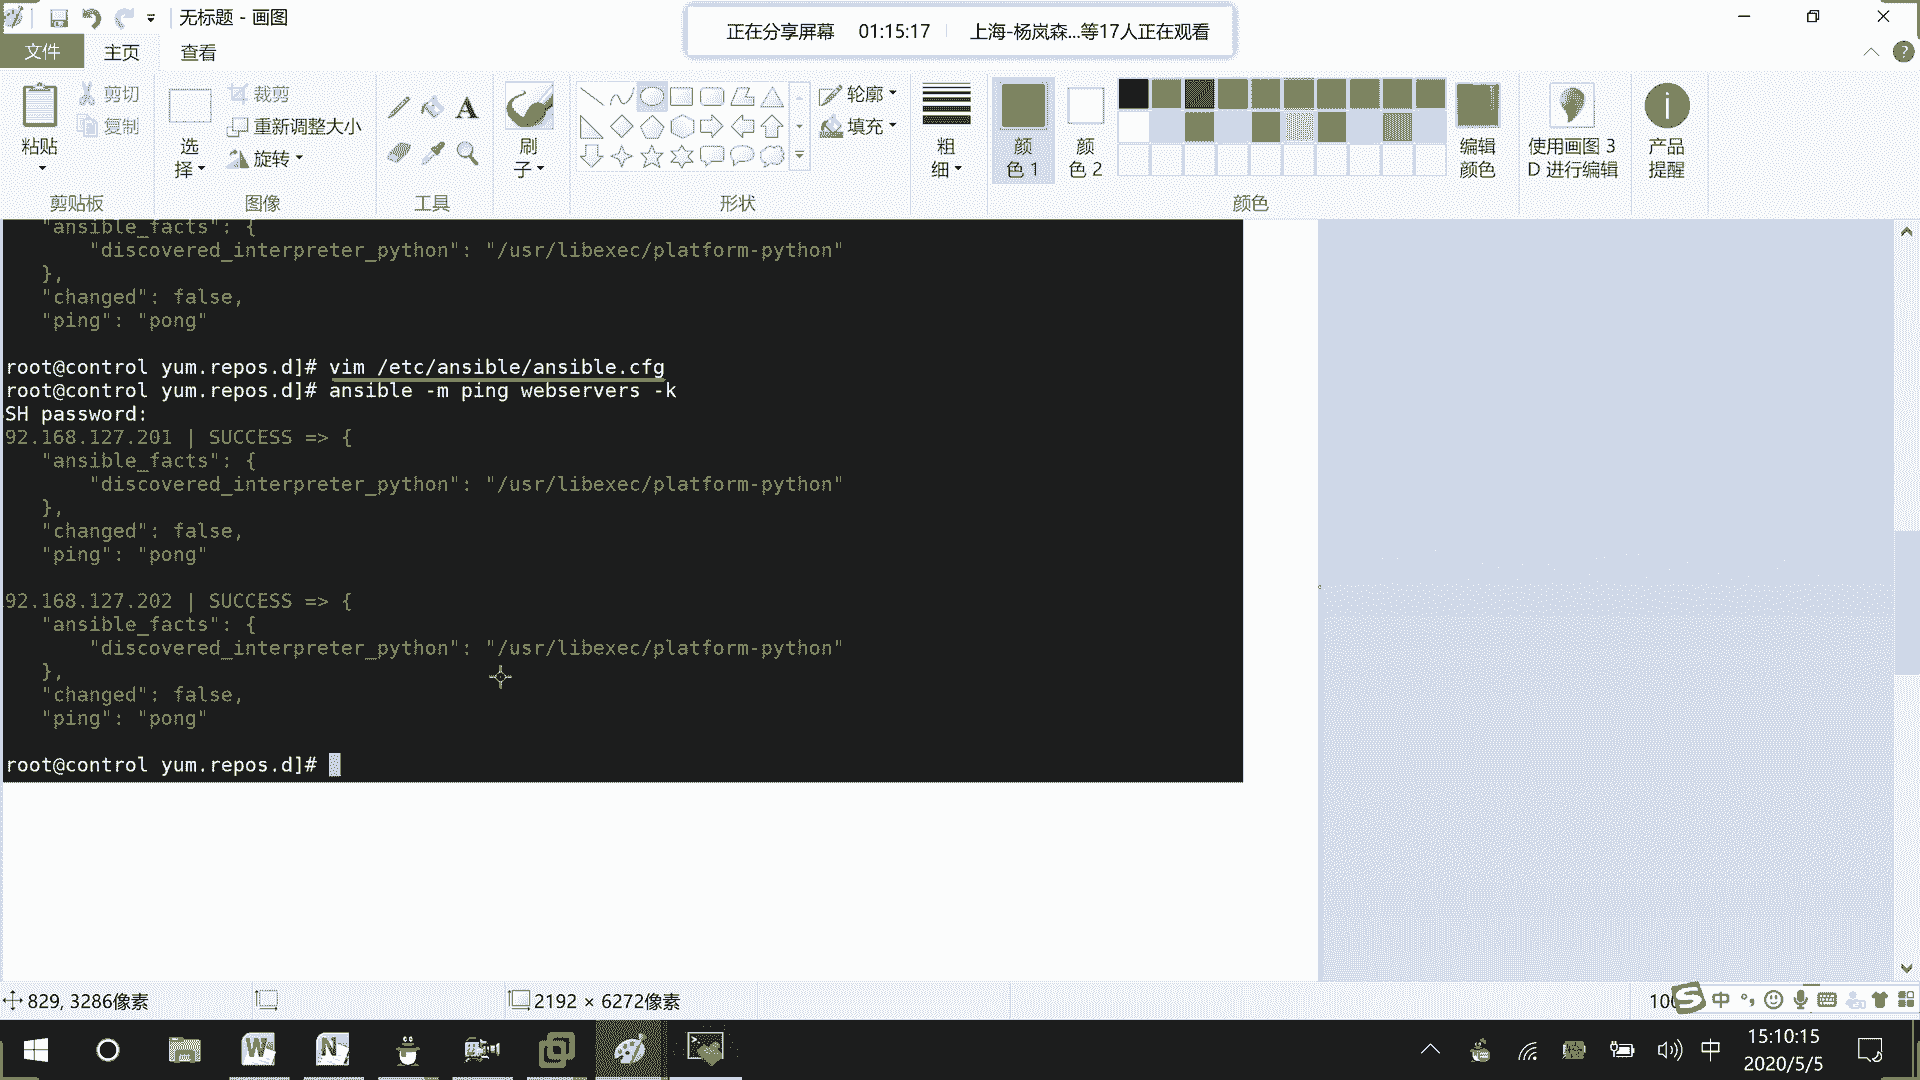 无标题 - 画图
正在分享屏幕 01:15:17 上海-杨岚森...等17人正在观看
文件 主页 查看
粘贴
剪切
复制
剪贴板
选
择
裁剪
重新调整大小
旋转
图像
A
工具
刷
子
轮廓
填充
形状
粗
细
颜
色 1
颜
色 2
编辑
颜色
颜色
使用画图 3
D 进行编辑
产品
提醒
"ansible_facts": {
"discovered_interpreter_python": "/usr/libexec/platform-python"
},
"changed": false,
"ping": "pong"
root@control yum.repos.d]# vim /etc/ansible/ansible.cfg
root@control yum.repos.d]# ansible -m ping webservers -k
SH password:
92.168.127.201 | SUCCESS => {
"ansible_facts": {
"discovered_interpreter_python": "/usr/libexec/platform-python"
},
"changed": false,
"ping": "pong"
92.168.127.202 | SUCCESS => {
"ansible_facts": {
"discovered_interpreter_python": "/usr/libexec/platform-python"
},
"changed": false,
"ping": "pong"
root@control yum.repos.d]#
829, 3286像素 2192 × 6272像素 100
中
中 15:10:15
2020/5/5